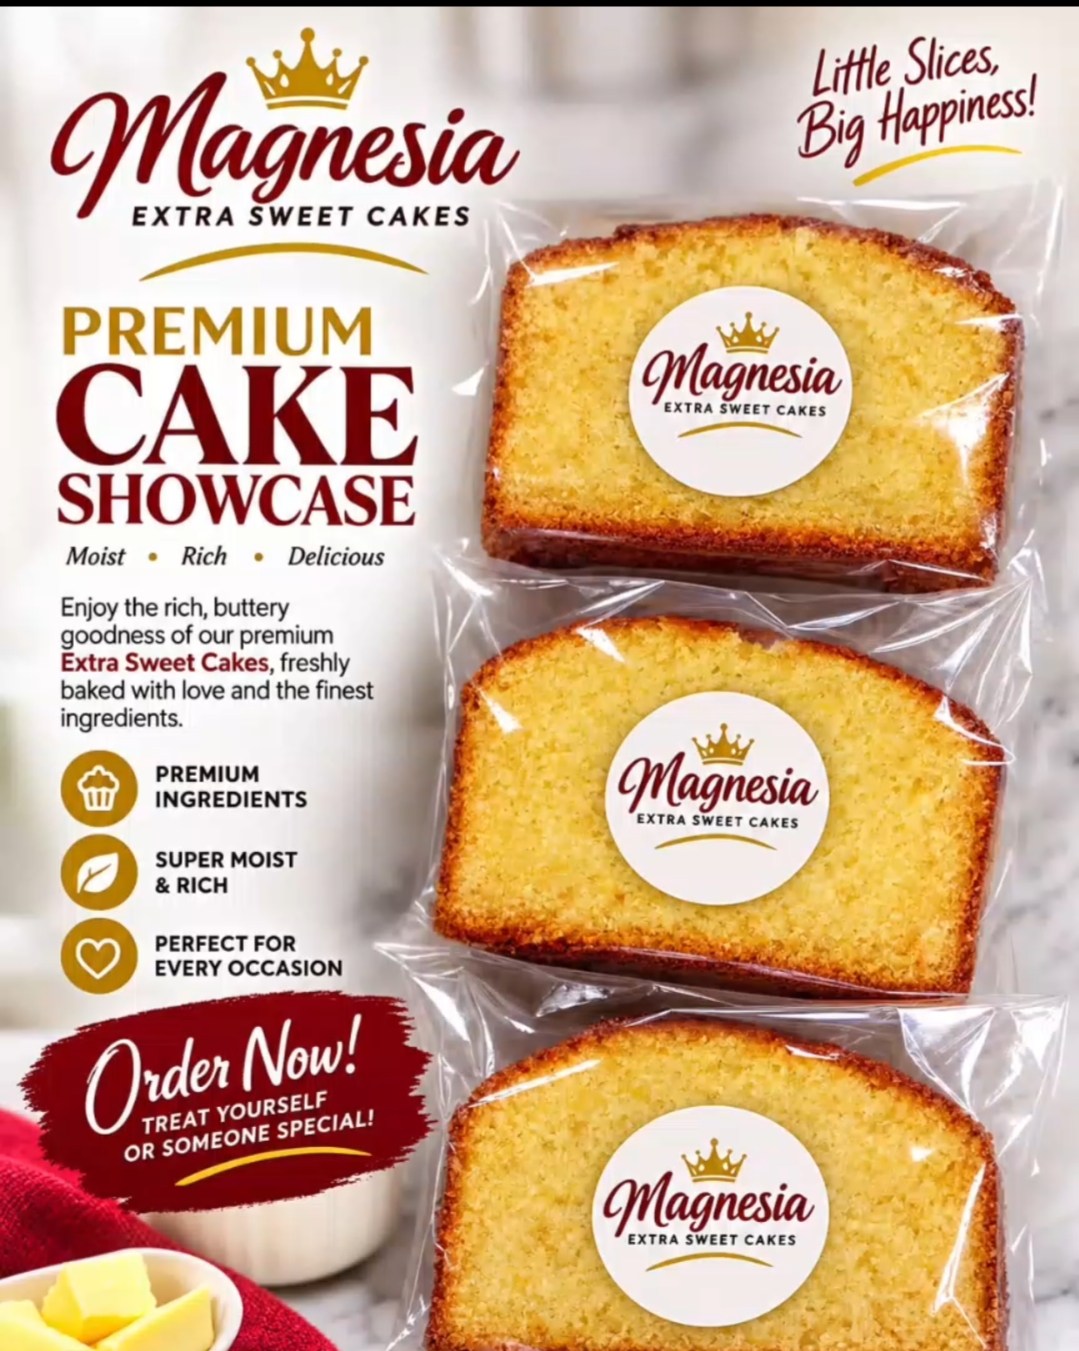 Magnesia
EXTRA SWEET CAKES
Little Slices,
Big Happiness!
PREMIUM
CAKE
SHOWCASE
Moist • Rich • Delicious
Enjoy the rich, buttery
goodness of our premium
Extra Sweet Cakes, freshly
baked with love and the finest
ingredients.
PREMIUM
INGREDIENTS
SUPER MOIST
& RICH
PERFECT FOR
EVERY OCCASION
Order Now!
TREAT YOURSELF
OR SOMEONE SPECIAL!
Magnesia
EXTRA SWEET CAKES
Magnesia
EXTRA SWEET CAKES
Magnesia
EXTRA SWEET CAKES